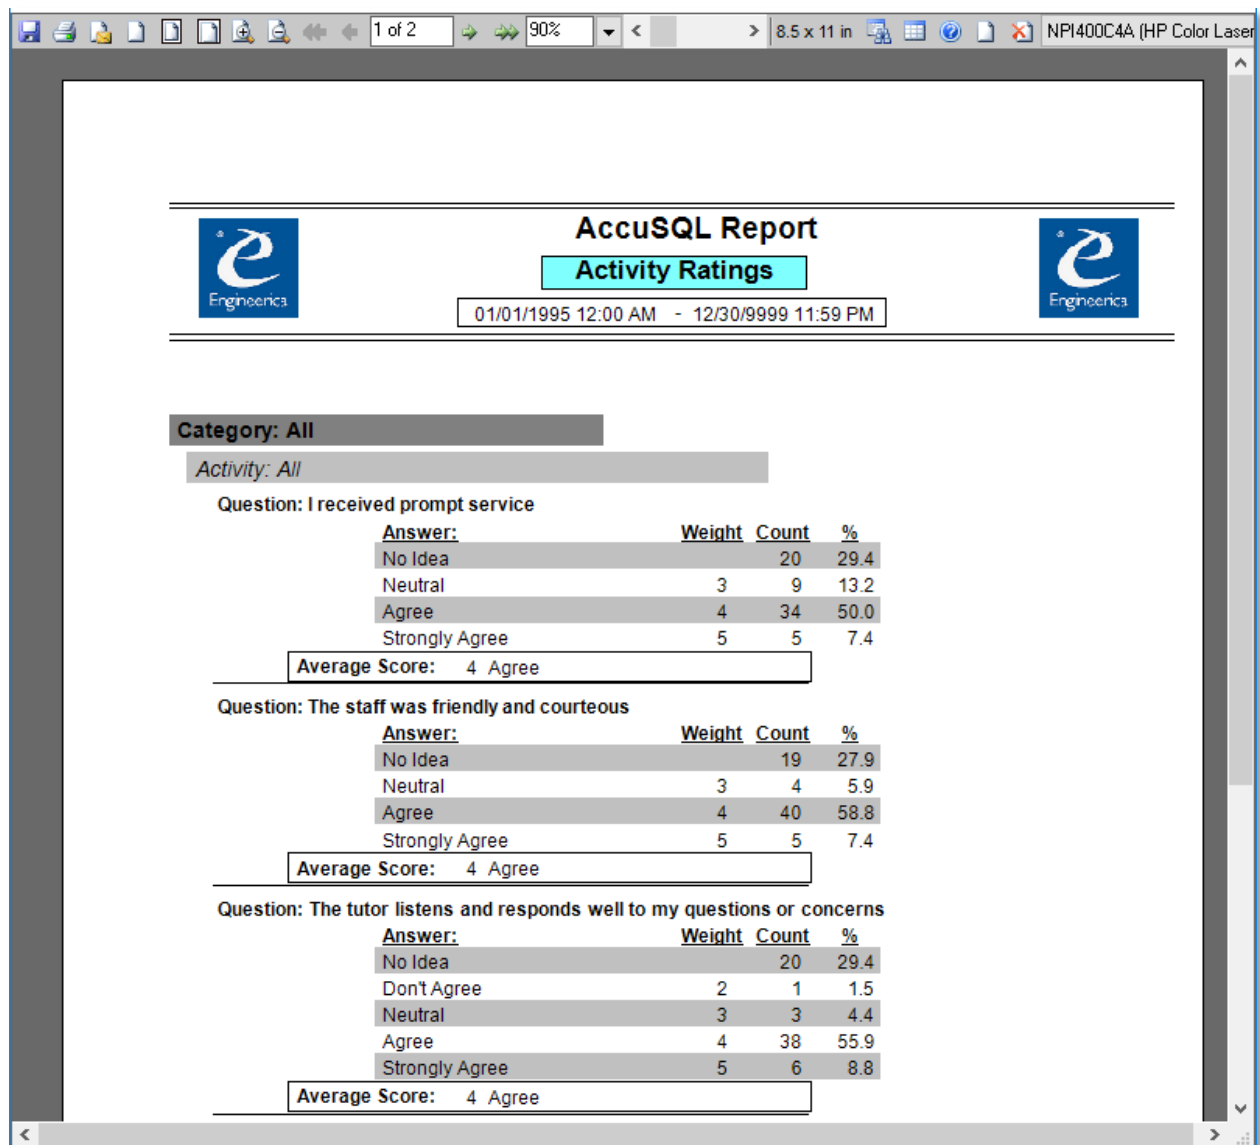 1 of 2 90% 8.5 x 11 in NPI400C4A (HP Color Laser
AccuSQL Report
Activity Ratings
01/01/1995 12:00 AM - 12/30/9999 11:59 PM
Engineerica
Engineerica
Category: All
Activity: All
Question: I received prompt service
Answer: Weight Count %
No Idea 20 29.4
Neutral 3 9 13.2
Agree 4 34 50.0
Strongly Agree 5 5 7.4
Average Score: 4 Agree
Question: The staff was friendly and courteous
Answer: Weight Count %
No Idea 19 27.9
Neutral 3 4 5.9
Agree 4 40 58.8
Strongly Agree 5 5 7.4
Average Score: 4 Agree
Question: The tutor listens and responds well to my questions or concerns
Answer: Weight Count %
No Idea 20 29.4
Don't Agree 2 1 1.5
Neutral 3 3 4.4
Agree 4 38 55.9
Strongly Agree 5 6 8.8
Average Score: 4 Agree